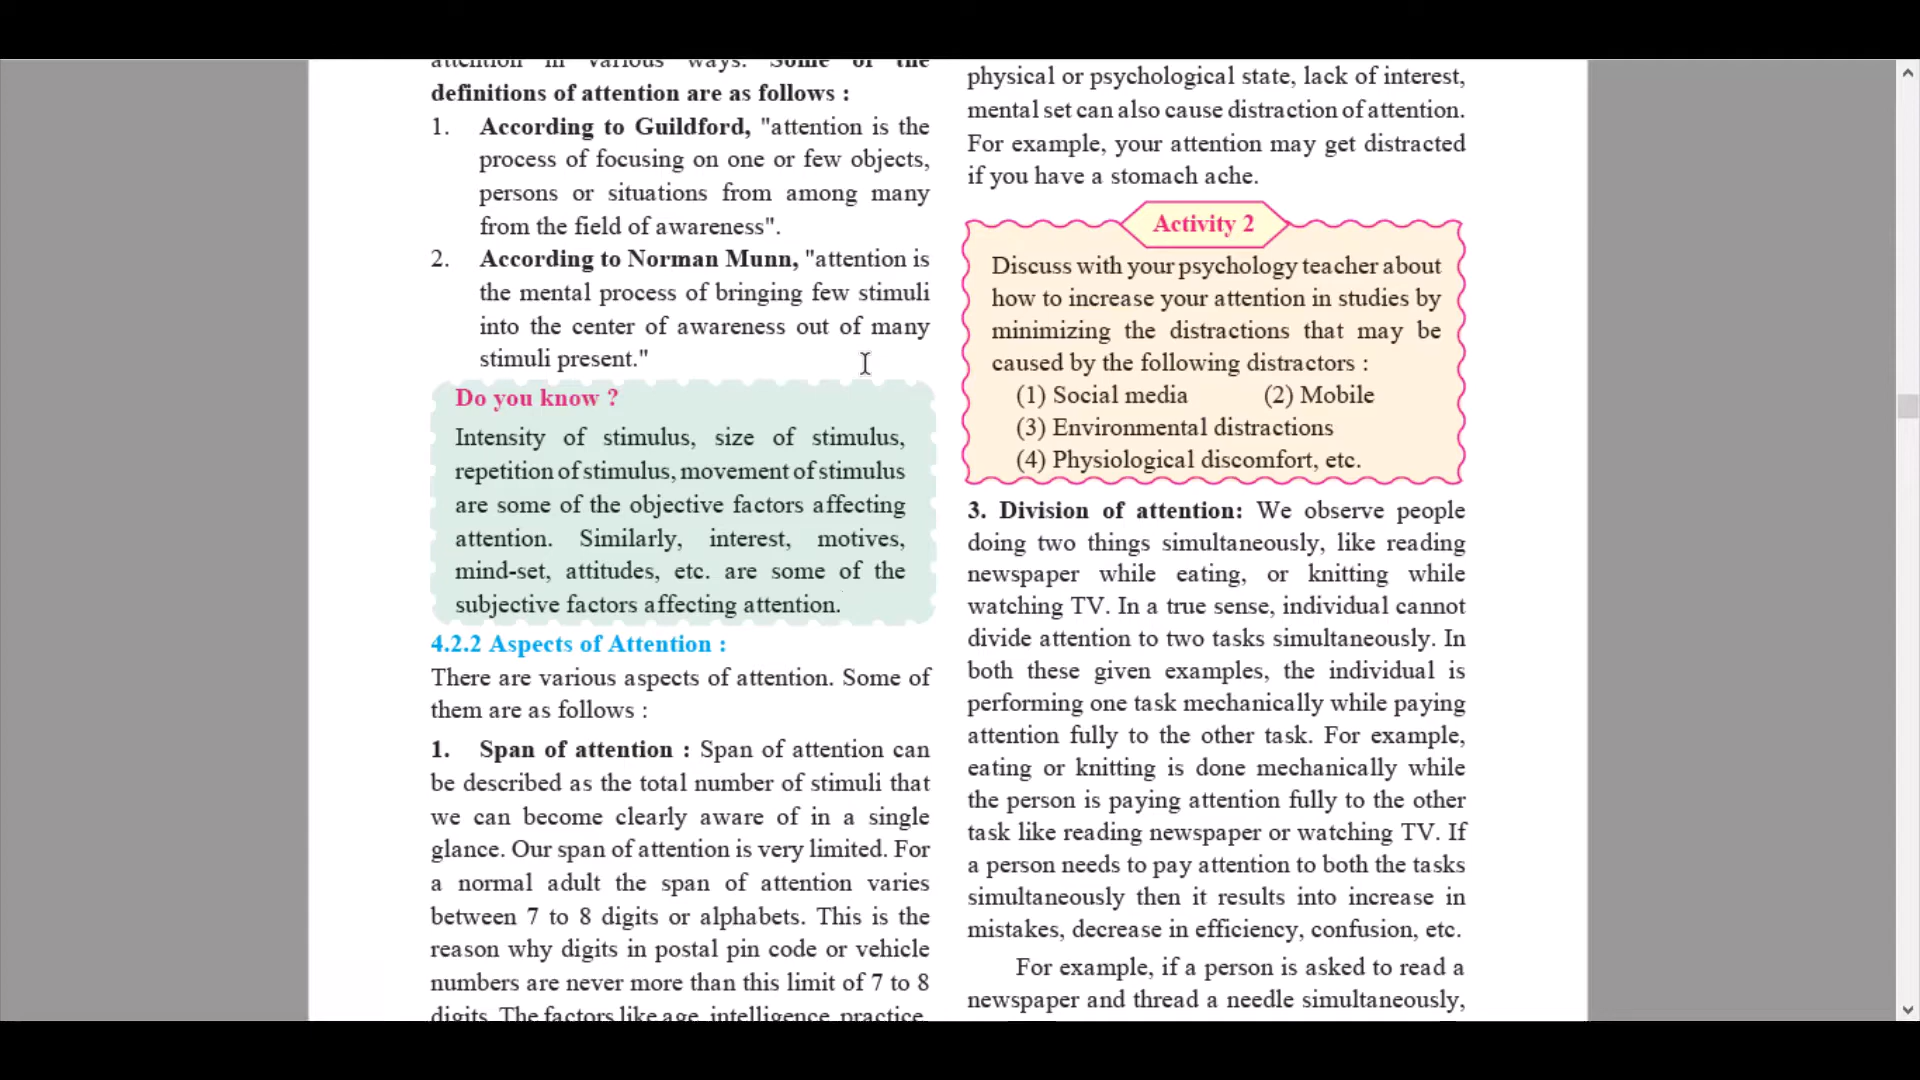 attention in various ways. Some of the
definitions of attention are as follows :
1. According to Guildford, "attention is the
process of focusing on one or few objects,
persons or situations from among many
from the field of awareness".
2. According to Norman Munn, "attention is
the mental process of bringing few stimuli
into the center of awareness out of many
stimuli present."
Do you know ?
Intensity of stimulus, size of stimulus,
repetition of stimulus, movement of stimulus
are some of the objective factors affecting
attention. Similarly, interest, motives,
mind-set, attitudes, etc. are some of the
subjective factors affecting attention.
4.2.2 Aspects of Attention :
There are various aspects of attention. Some of
them are as follows :
1. Span of attention : Span of attention can
be described as the total number of stimuli that
we can become clearly aware of in a single
glance. Our span of attention is very limited. For
a normal adult the span of attention varies
between 7 to 8 digits or alphabets. This is the
reason why digits in postal pin code or vehicle
numbers are never more than this limit of 7 to 8
digits. The factors like age, intelligence, practice,
physical or psychological state, lack of interest,
mental set can also cause distraction of attention.
For example, your attention may get distracted
if you have a stomach ache.
Activity 2
Discuss with your psychology teacher about
how to increase your attention in studies by
minimizing the distractions that may be
caused by the following distractors :
(1) Social media (2) Mobile
(3) Environmental distractions
(4) Physiological discomfort, etc.
3. Division of attention: We observe people
doing two things simultaneously, like reading
newspaper while eating, or knitting while
watching TV. In a true sense, individual cannot
divide attention to two tasks simultaneously. In
both these given examples, the individual is
performing one task mechanically while paying
attention fully to the other task. For example,
eating or knitting is done mechanically while
the person is paying attention fully to the other
task like reading newspaper or watching TV. If
a person needs to pay attention to both the tasks
simultaneously then it results into increase in
mistakes, decrease in efficiency, confusion, etc.
For example, if a person is asked to read a
newspaper and thread a needle simultaneously,